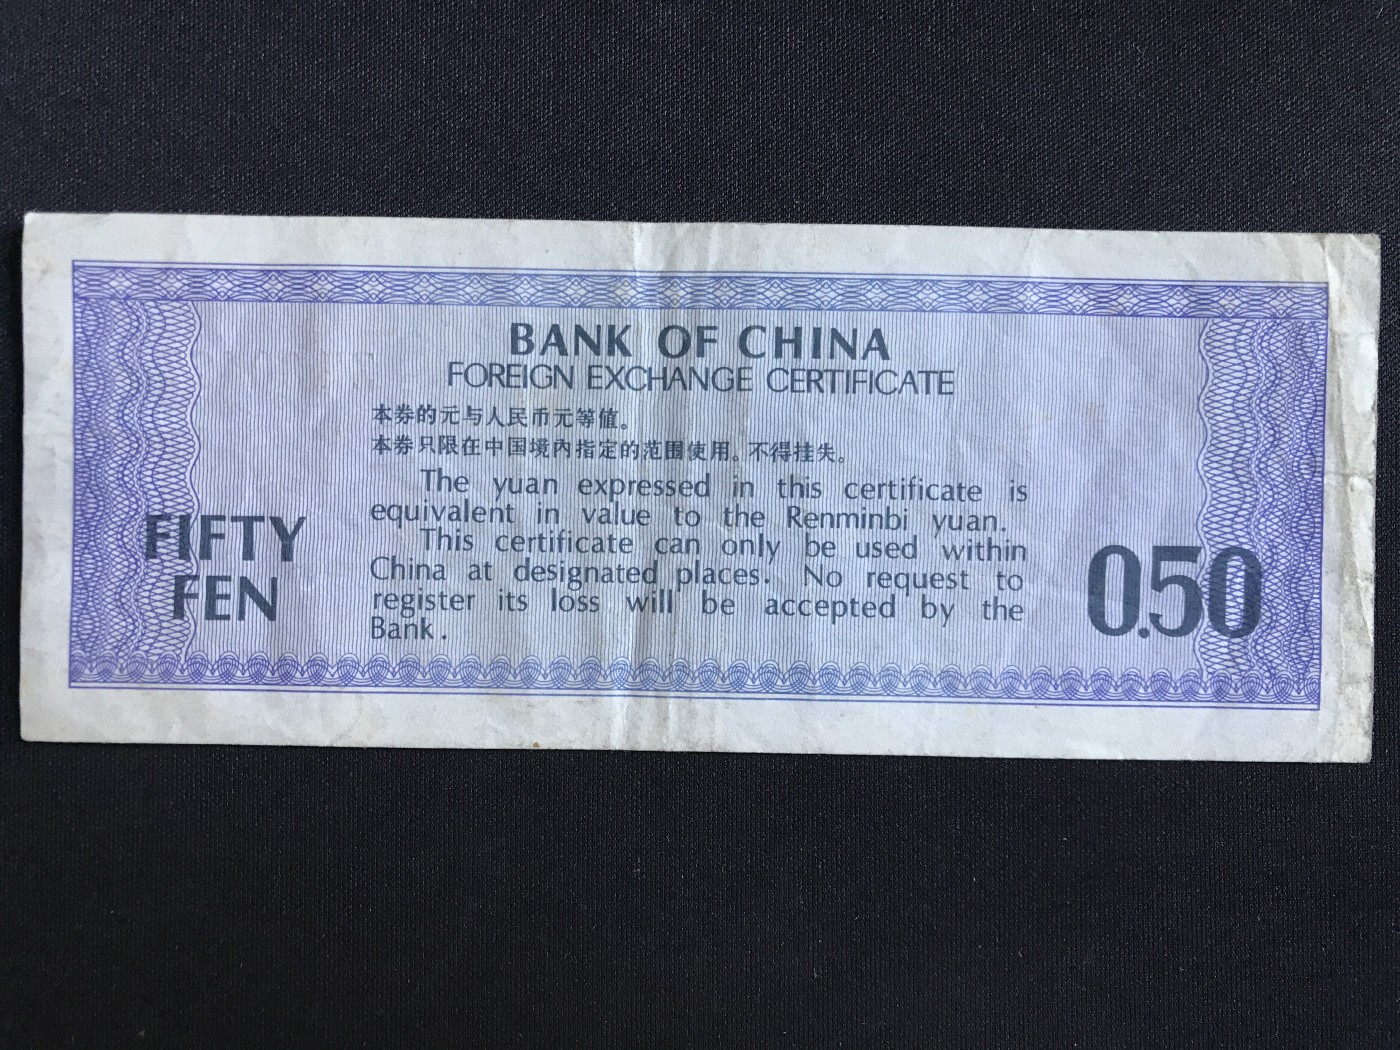 BANK OF CHINA
FOREIGN EXCHANGE CERTIFICATE
本券的元与人民币元等值。
本券只限在中国境内指定的范围使用。不得挂失。
The yuan expressed in this certificate is
equivalent in value to the Renminbi yuan.
This certificate can only be used within
China at designated places. No request to
register its loss will be accepted by the
Bank.
FIFTY
FEN
0.50